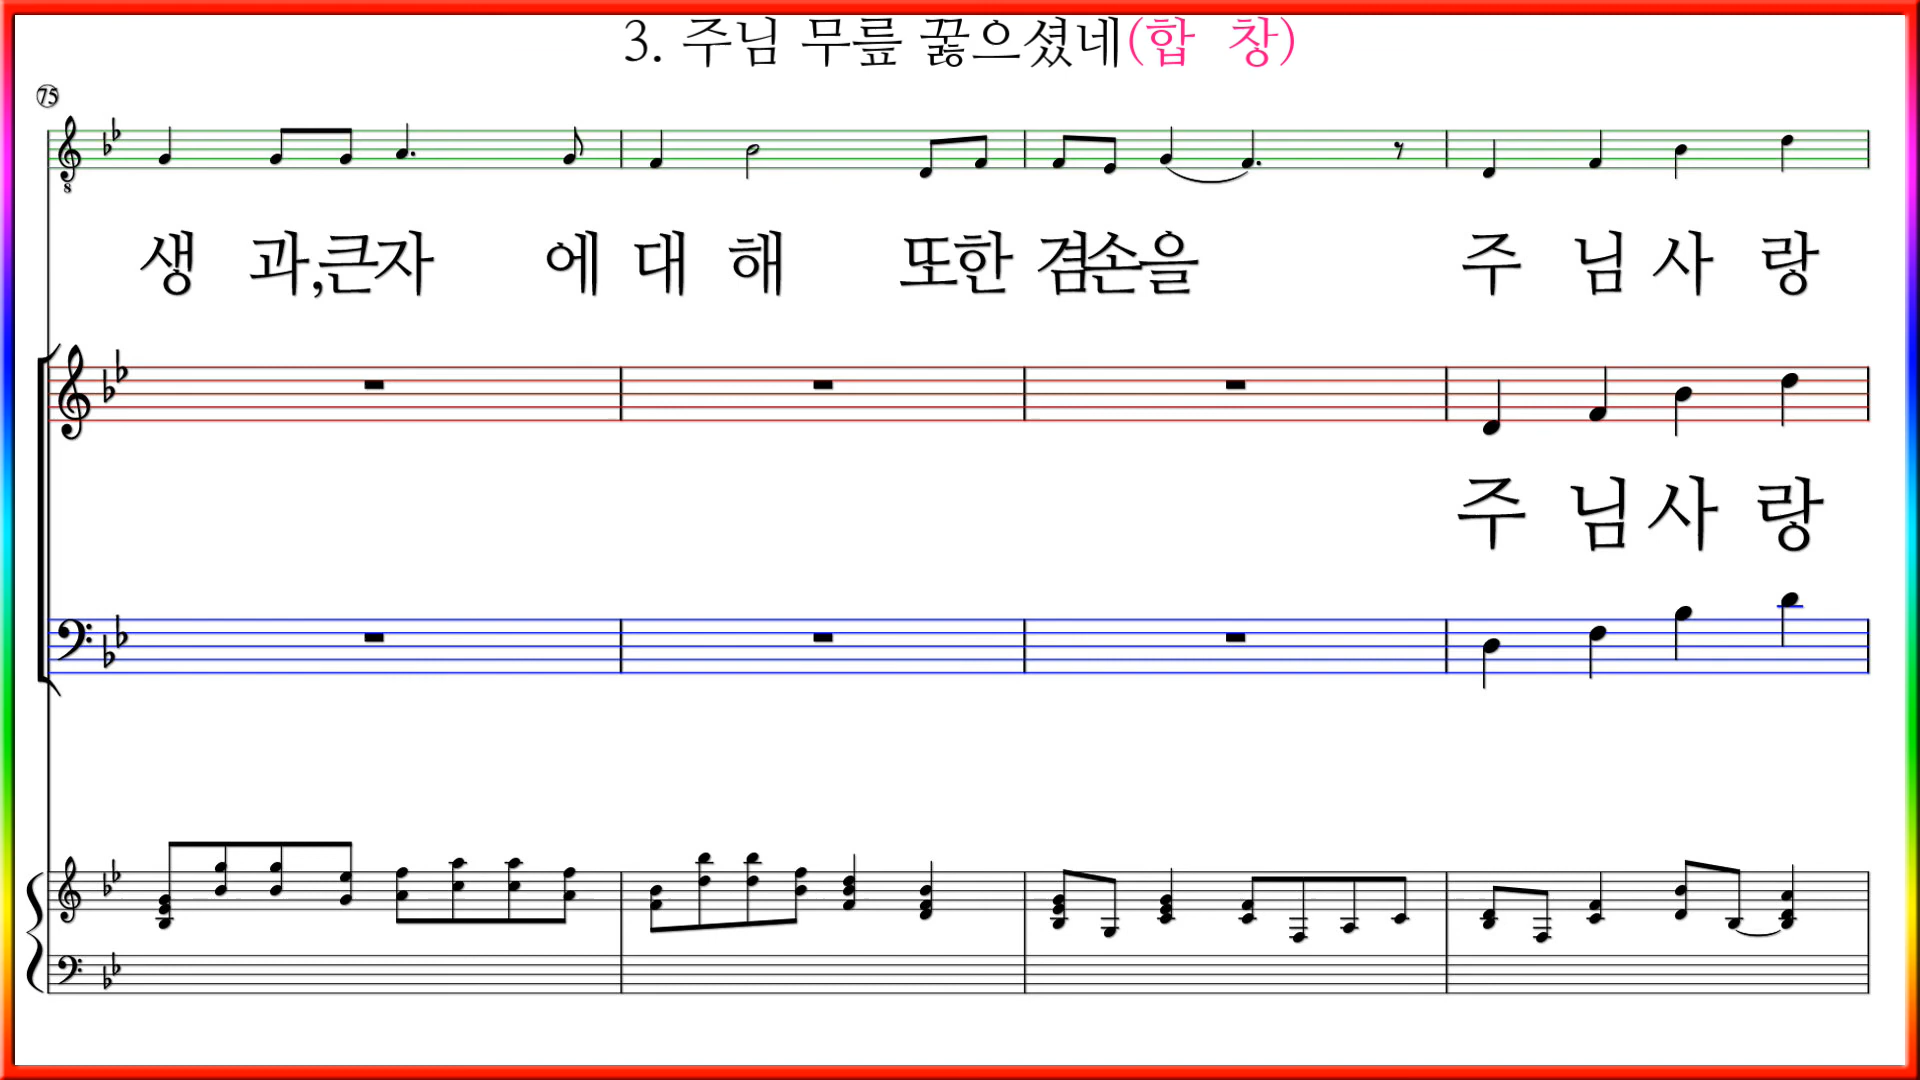 3. 주님 무릎 꿇으셨네(합 창)
75
생 과,큰자 에 대 해 또한 겸손을 주 님 사 랑
주 님 사 랑